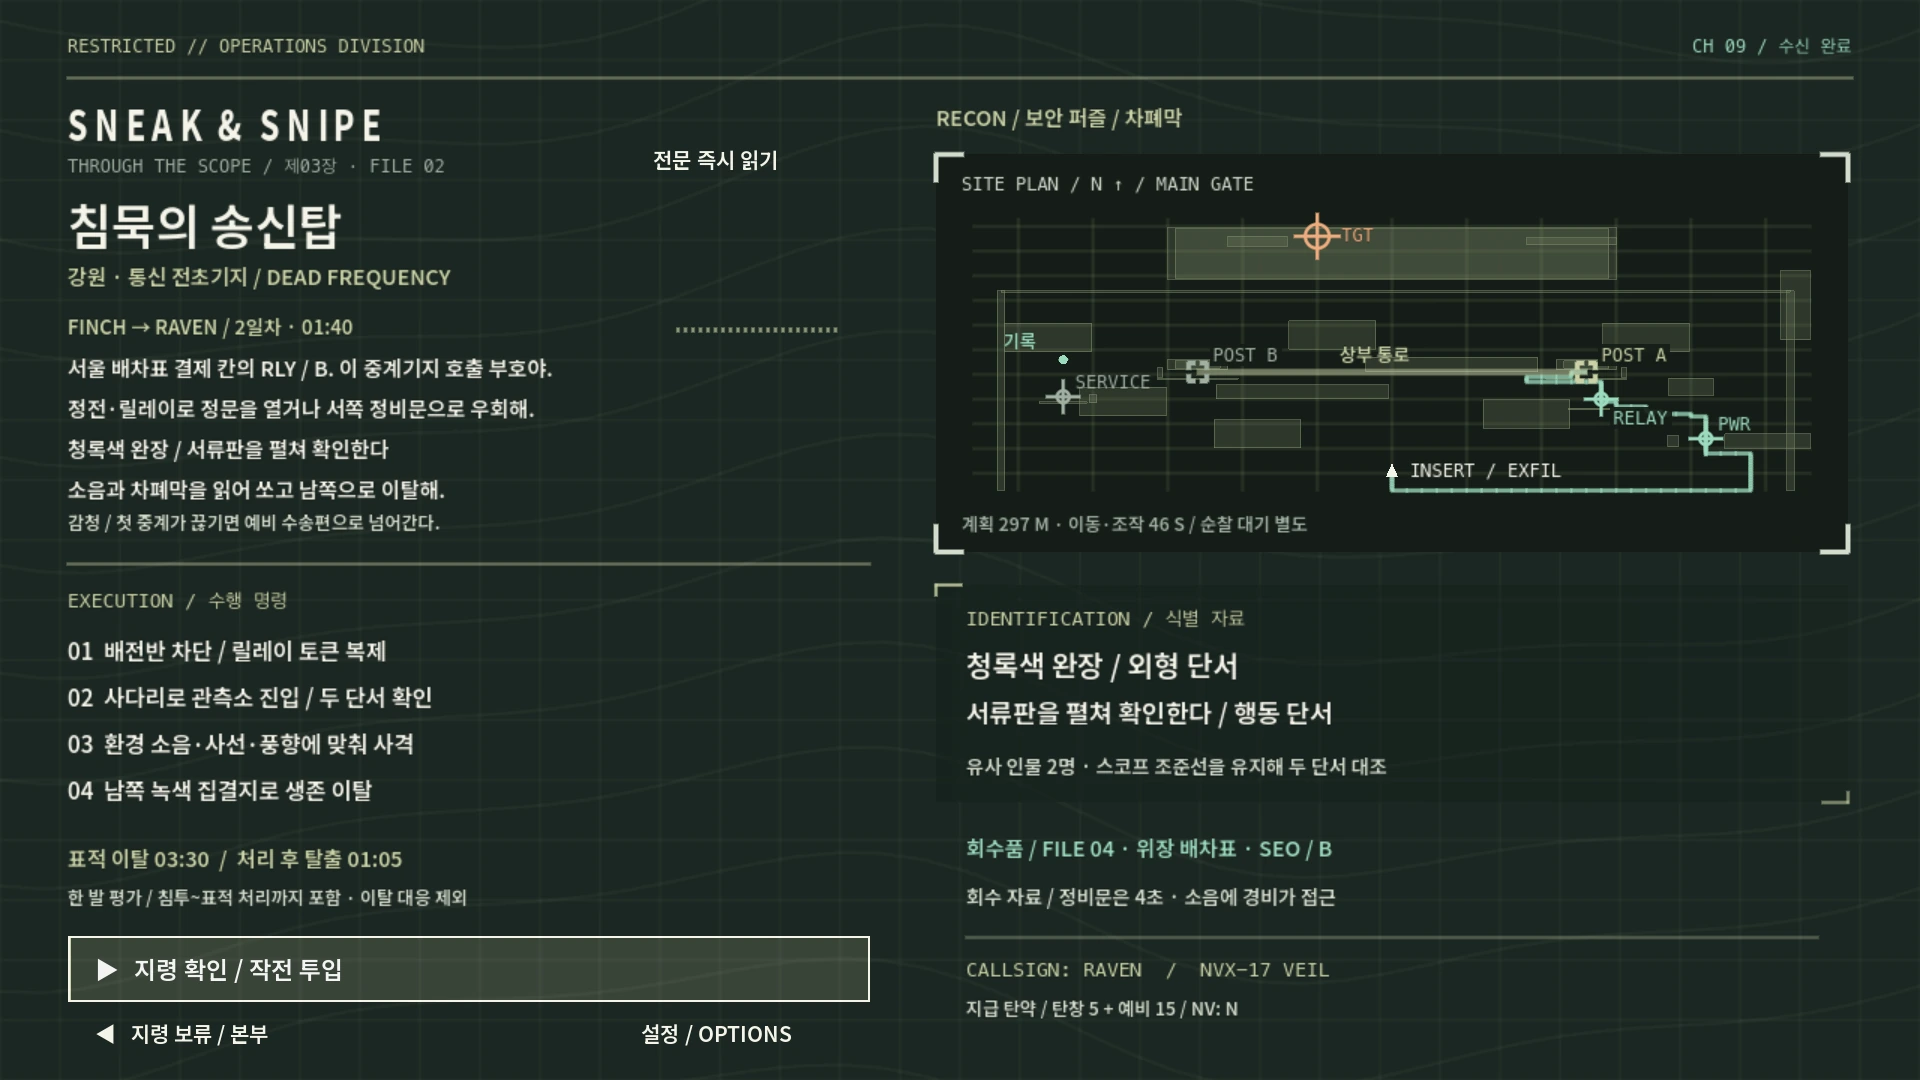 RESTRICTED // OPERATIONS DIVISION
CH 09 / 수신 완료
SNEAK & SNIPE
THROUGH THE SCOPE / 제03장 · FILE 02
전문 즉시 읽기
침묵의 송신탑
강원 · 통신 전초기지 / DEAD FREQUENCY
FINCH → RAVEN / 2일차 · 01:40
서울 배차표 결제 칸의 RLY / B. 이 중계기지 호출 부호야.
정전·릴레이로 정문을 열거나 서쪽 정비문으로 우회해.
청록색 완장 / 서류판을 펼쳐 확인한다
소음과 차폐막을 읽어 쏘고 남쪽으로 이탈해.
감청 / 첫 중계가 끊기면 예비 수송편으로 넘어간다.
EXECUTION / 수행 명령
01 배전반 차단 / 릴레이 토큰 복제
02 사다리로 관측소 진입 / 두 단서 확인
03 환경 소음·사선·풍향에 맞춰 사격
04 남쪽 녹색 집결지로 생존 이탈
표적 이탈 03:30 / 처리 후 탈출 01:05
한 발 평가 / 침투~표적 처리까지 포함 · 이탈 대응 제외
▶ 지령 확인 / 작전 투입
◀ 지령 보류 / 본부
설정 / OPTIONS
RECON / 보안 퍼즐 / 차폐막
SITE PLAN / N ↑ / MAIN GATE
TGT
기록
POST B
상부 통로
POST A
SERVICE
RELAY
PWR
INSERT / EXFIL
계획 297 M · 이동·조작 46 S / 순찰 대기 별도
IDENTIFICATION / 식별 자료
청록색 완장 / 외형 단서
서류판을 펼쳐 확인한다 / 행동 단서
유사 인물 2명 · 스코프 조준선을 유지해 두 단서 대조
회수품 / FILE 04 · 위장 배차표 · SEO / B
회수 자료 / 정비문은 4초 · 소음에 경비가 접근
CALLSIGN: RAVEN / NVX-17 VEIL
지급 탄약 / 탄창 5 + 예비 15 / NV: N